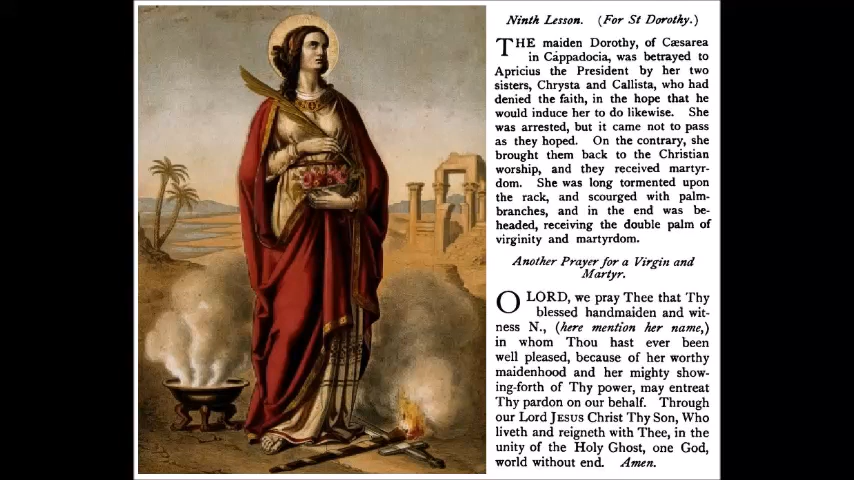 Ninth Lesson. (For St Dorothy.)
THE maiden Dorothy, of Cæsarea
in Cappadocia, was betrayed to
Apricius the President by her two
sisters, Chrysta and Callista, who had
denied the faith, in the hope that he
would induce her to do likewise. She
was arrested, but it came not to pass
as they hoped. On the contrary, she
brought them back to the Christian
worship, and they received martyr-
dom. She was long tormented upon
the rack, and scourged with palm-
branches, and in the end was be-
headed, receiving the double palm of
virginity and martyrdom.
Another Prayer for a Virgin and
Martyr.
O LORD, we pray Thee that Thy
blessed handmaiden and wit-
ness N., (here mention her name,)
in whom Thou hast ever been
well pleased, because of her worthy
maidenhood and her mighty show-
ing-forth of Thy power, may entreat
Thy pardon on our behalf. Through
our Lord JESUS Christ Thy Son, Who
liveth and reigneth with Thee, in the
unity of the Holy Ghost, one God,
world without end. Amen.